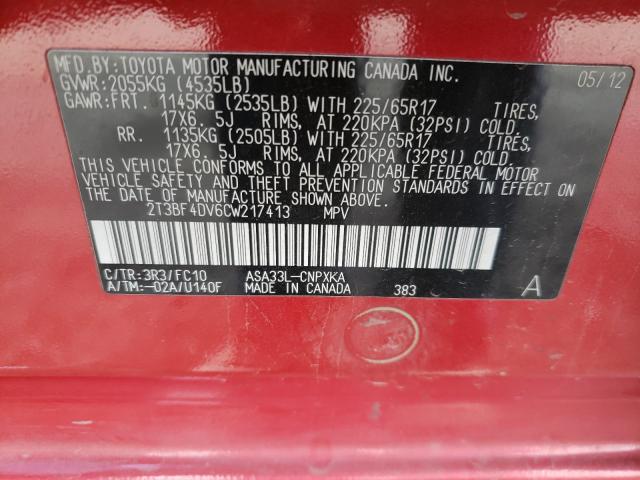 MFD.BY:TOYOTA MOTOR MANUFACTURING CANADA INC.
05/12
GVWR:2055KG (4535LB)
GAWR:FRT. 1145KG (2535LB) WITH 225/65R17 TIRES,
17X6. 5J RIMS, AT 220KPA (32PSI) COLD.
RR. 1135KG (2505LB) WITH 225/65R17 TIRES,
17X6. 5J RIMS, AT 220KPA (32PSI) COLD.
THIS VEHICLE CONFORMS TO ALL APPLICABLE FEDERAL MOTOR
VEHICLE SAFETY AND THEFT PREVENTION STANDARDS IN EFFECT ON
THE DATE OF MANUFACTURE SHOWN ABOVE.
2T3BF4DV6CW217413 MPV
C/TR:3R3/FC10 ASA33L-CNPXKA
A/TM:-02A/U140F MADE IN CANADA 383 A